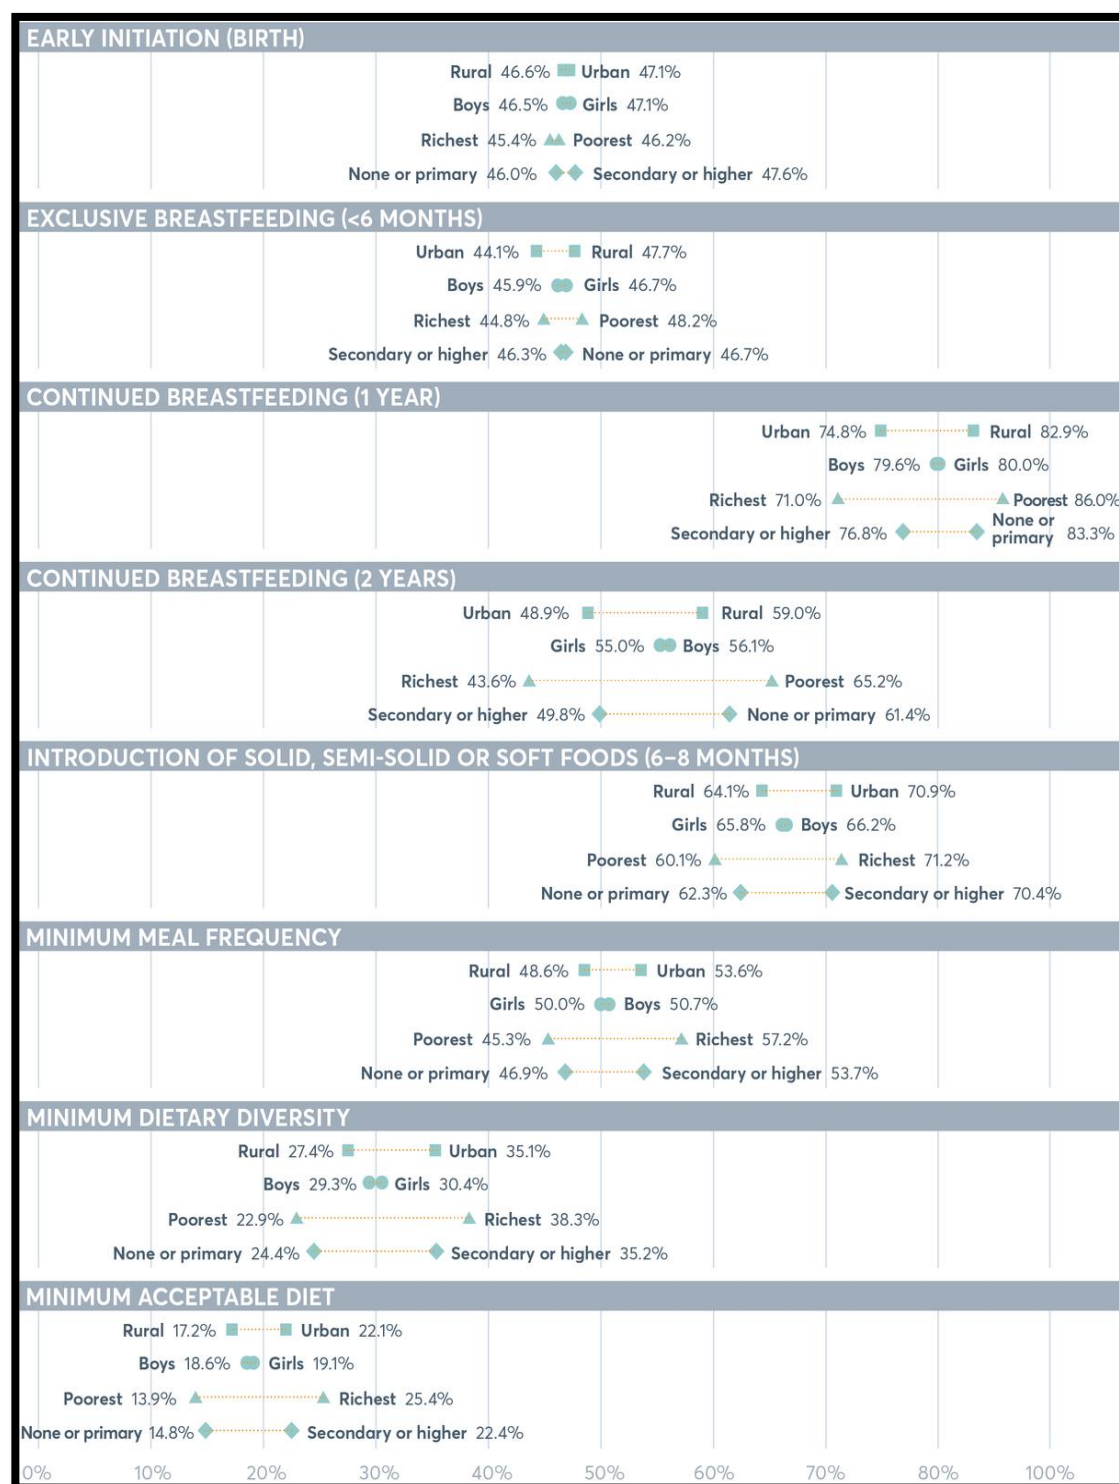 EARLY INITIATION (BIRTH)
Rural 46.6% Urban 47.1%
Boys 46.5% Girls 47.1%
Richest 45.4% Poorest 46.2%
None or primary 46.0% Secondary or higher 47.6%
EXCLUSIVE BREASTFEEDING (<6 MONTHS)
Urban 44.1% Rural 47.7%
Boys 45.9% Girls 46.7%
Richest 44.8% Poorest 48.2%
Secondary or higher 46.3% None or primary 46.7%
CONTINUED BREASTFEEDING (1 YEAR)
Urban 74.8% Rural 82.9%
Boys 79.6% Girls 80.0%
Richest 71.0% Poorest 86.0%
Secondary or higher 76.8% None or primary 83.3%
CONTINUED BREASTFEEDING (2 YEARS)
Urban 48.9% Rural 59.0%
Girls 55.0% Boys 56.1%
Richest 43.6% Poorest 65.2%
Secondary or higher 49.8% None or primary 61.4%
INTRODUCTION OF SOLID, SEMI-SOLID OR SOFT FOODS (6–8 MONTHS)
Rural 64.1% Urban 70.9%
Girls 65.8% Boys 66.2%
Poorest 60.1% Richest 71.2%
None or primary 62.3% Secondary or higher 70.4%
MINIMUM MEAL FREQUENCY
Rural 48.6% Urban 53.6%
Girls 50.0% Boys 50.7%
Poorest 45.3% Richest 57.2%
None or primary 46.9% Secondary or higher 53.7%
MINIMUM DIETARY DIVERSITY
Rural 27.4% Urban 35.1%
Boys 29.3% Girls 30.4%
Poorest 22.9% Richest 38.3%
None or primary 24.4% Secondary or higher 35.2%
MINIMUM ACCEPTABLE DIET
Rural 17.2% Urban 22.1%
Boys 18.6% Girls 19.1%
Poorest 13.9% Richest 25.4%
None or primary 14.8% Secondary or higher 22.4%
0% 10% 20% 30% 40% 50% 60% 70% 80% 90% 100%